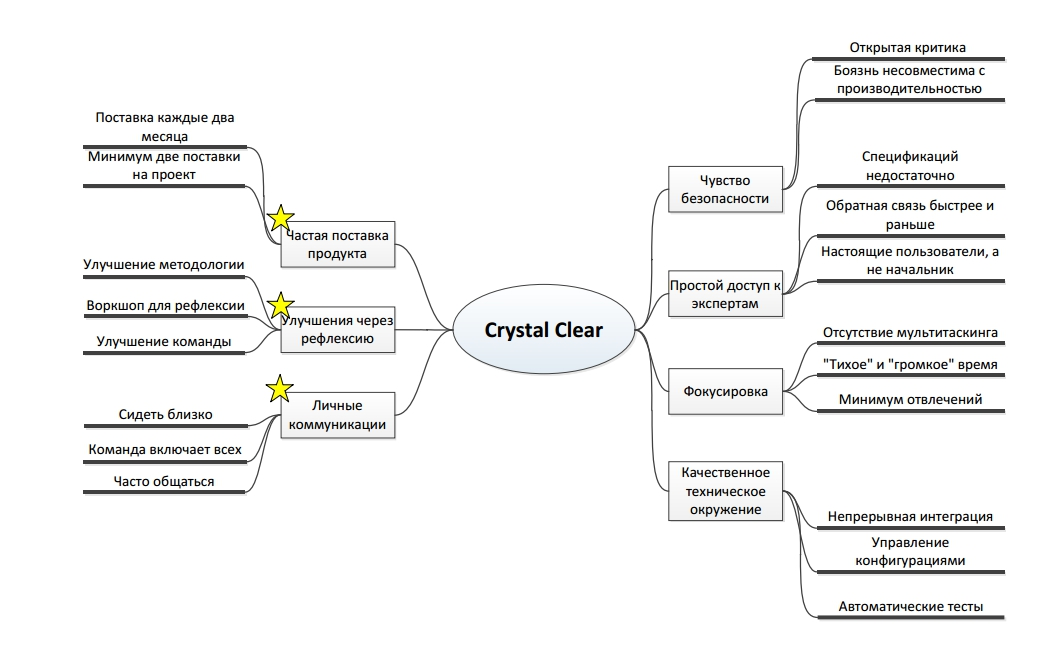 Crystal Clear
Частая поставка
продукта
Поставка каждые два
месяца
Минимум две поставки
на проект
Улучшения через
рефлексию
Улучшение методологии
Воркшоп для рефлексии
Улучшение команды
Личные
коммуникации
Сидеть близко
Команда включает всех
Часто общаться
Чувство
безопасности
Открытая критика
Боязнь несовместима с
производительностью
Простой доступ к
экспертам
Спецификаций
недостаточно
Обратная связь быстрее и
раньше
Настоящие пользователи, а
не начальник
Фокусировка
Отсутствие мультитаскинга
"Тихое" и "громкое" время
Минимум отвлечений
Качественное
техническое
окружение
Непрерывная интеграция
Управление
конфигурациями
Автоматические тесты